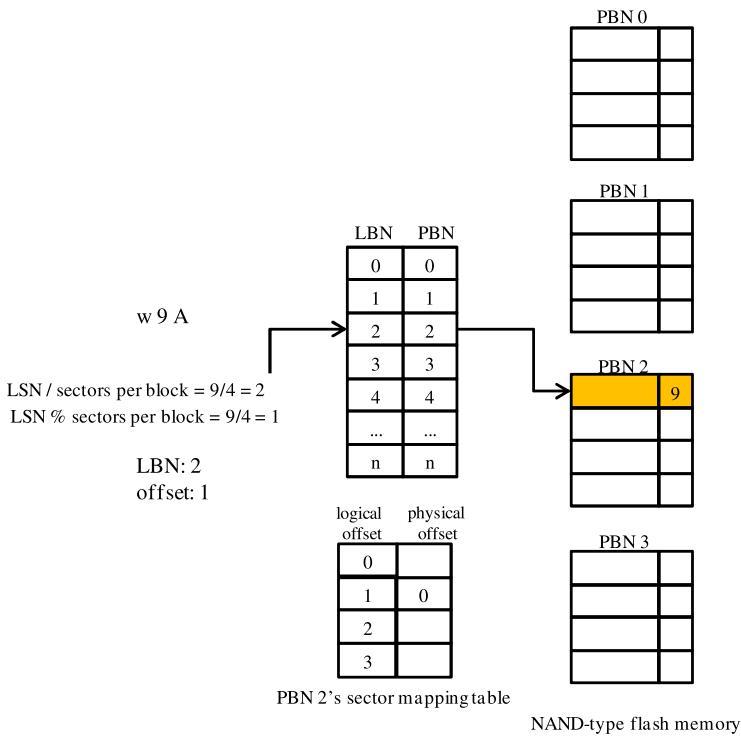 PBN 0
PBN 1
LBN PBN
0 0
1 1
w 9 A
2 2
3 3
PBN 2
LSN / sectors per block = 9/4 = 2
4 4
9
LSN % sectors per block = 9/4 = 1
... ...
LBN: 2
n n
offset: 1
logical offset
physical offset
PBN 3
0
1 0
2
3
PBN 2's sector mapping table
NAND-type flash memory